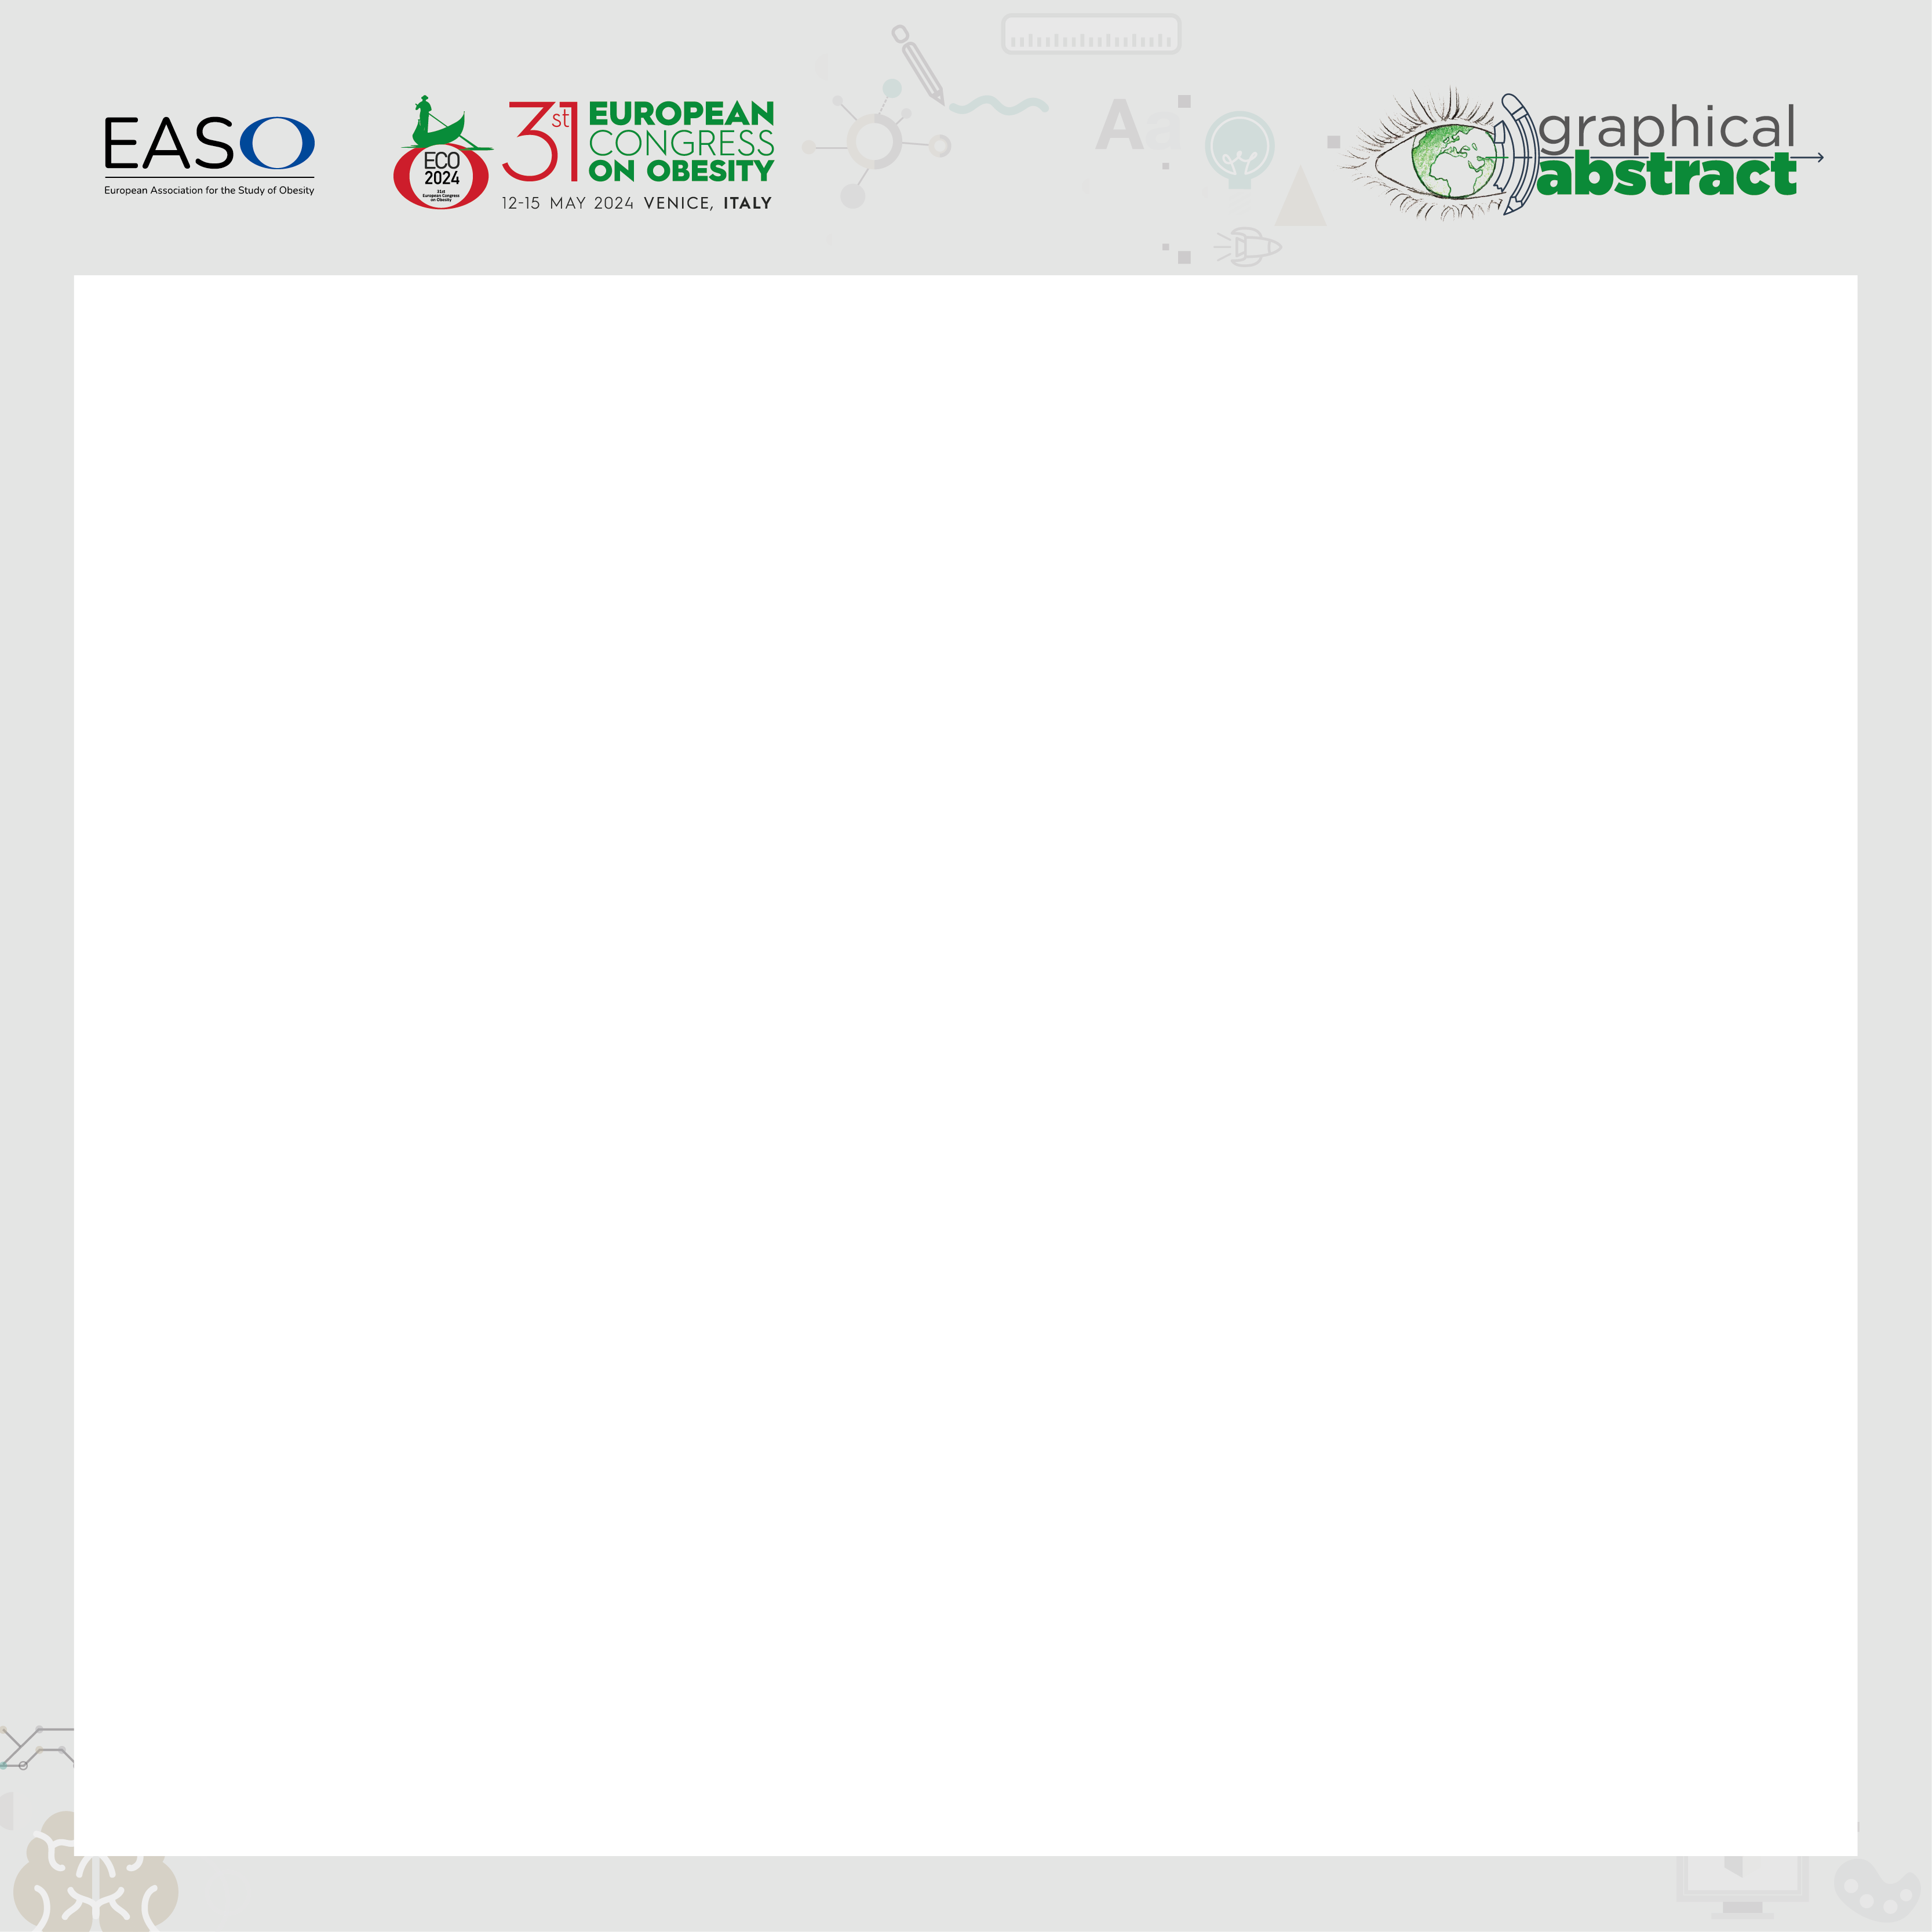 EASO
European Association for the Study of Obesity
ECO
2024
31st
European Congress
on Obesity
31st
EUROPEAN
CONGRESS
ON OBESITY
12-15 MAY 2024 VENICE, ITALY
Aa
graphical
abstract